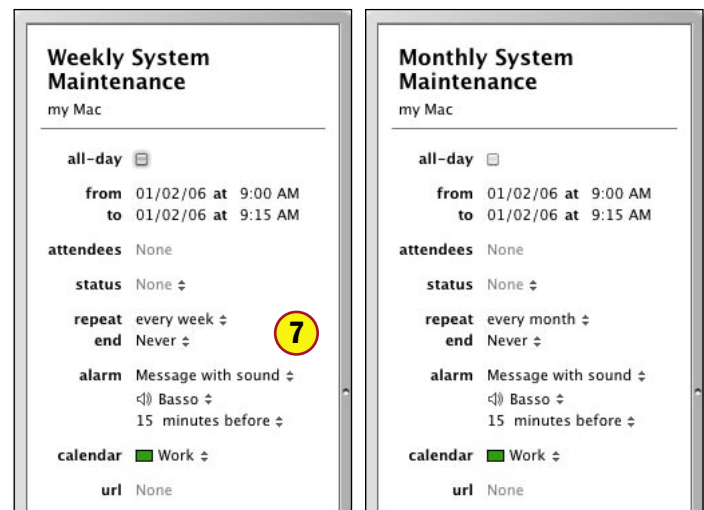 Weekly System
Maintenance
my Mac
all-day
from 01/02/06 at 9:00 AM
to 01/02/06 at 9:15 AM
attendees None
status None
repeat every week
end Never
7
alarm Message with sound
Basso
15 minutes before
calendar Work
url None
Monthly System
Maintenance
my Mac
all-day
from 01/02/06 at 9:00 AM
to 01/02/06 at 9:15 AM
attendees None
status None
repeat every month
end Never
alarm Message with sound
Basso
15 minutes before
calendar Work
url None